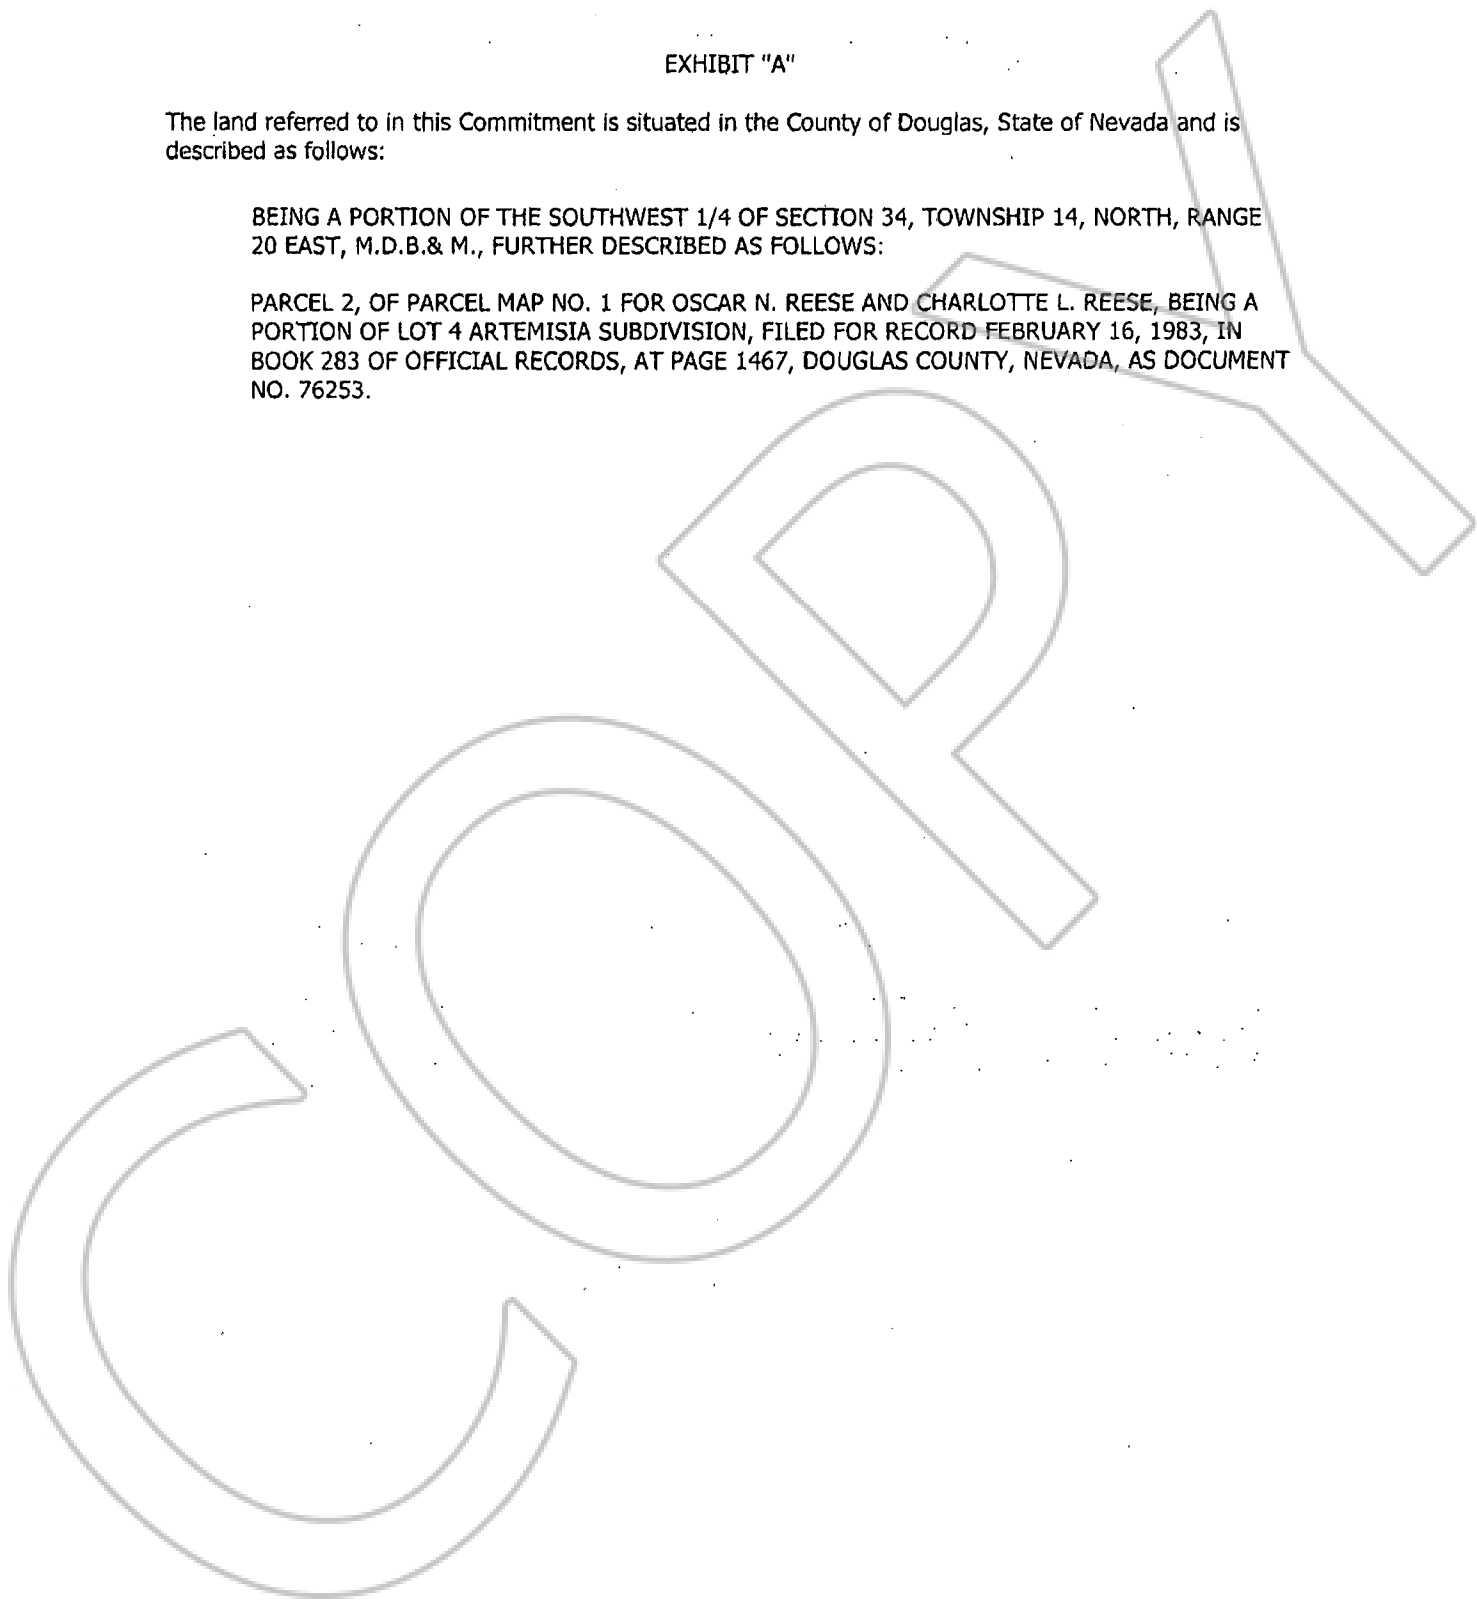 EXHIBIT "A"
The land referred to in this Commitment is situated in the County of Douglas, State of Nevada and is
described as follows:
BEING A PORTION OF THE SOUTHWEST 1/4 OF SECTION 34, TOWNSHIP 14, NORTH, RANGE
20 EAST, M.D.B.& M., FURTHER DESCRIBED AS FOLLOWS:
PARCEL 2, OF PARCEL MAP NO. 1 FOR OSCAR N. REESE AND CHARLOTTE L. REESE, BEING A
PORTION OF LOT 4 ARTEMISIA SUBDIVISION, FILED FOR RECORD FEBRUARY 16, 1983, IN
BOOK 283 OF OFFICIAL RECORDS, AT PAGE 1467, DOUGLAS COUNTY, NEVADA, AS DOCUMENT
NO. 76253.
COPY